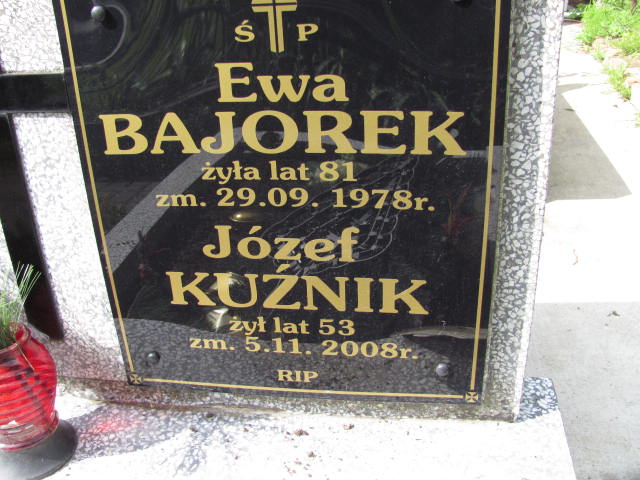 Ś P
Ewa
BAJOREK
żyła lat 81
zm. 29.09. 1978r.
Józef
KUŹNIK
żył lat 53
zm. 5.11. 2008r.
RIP